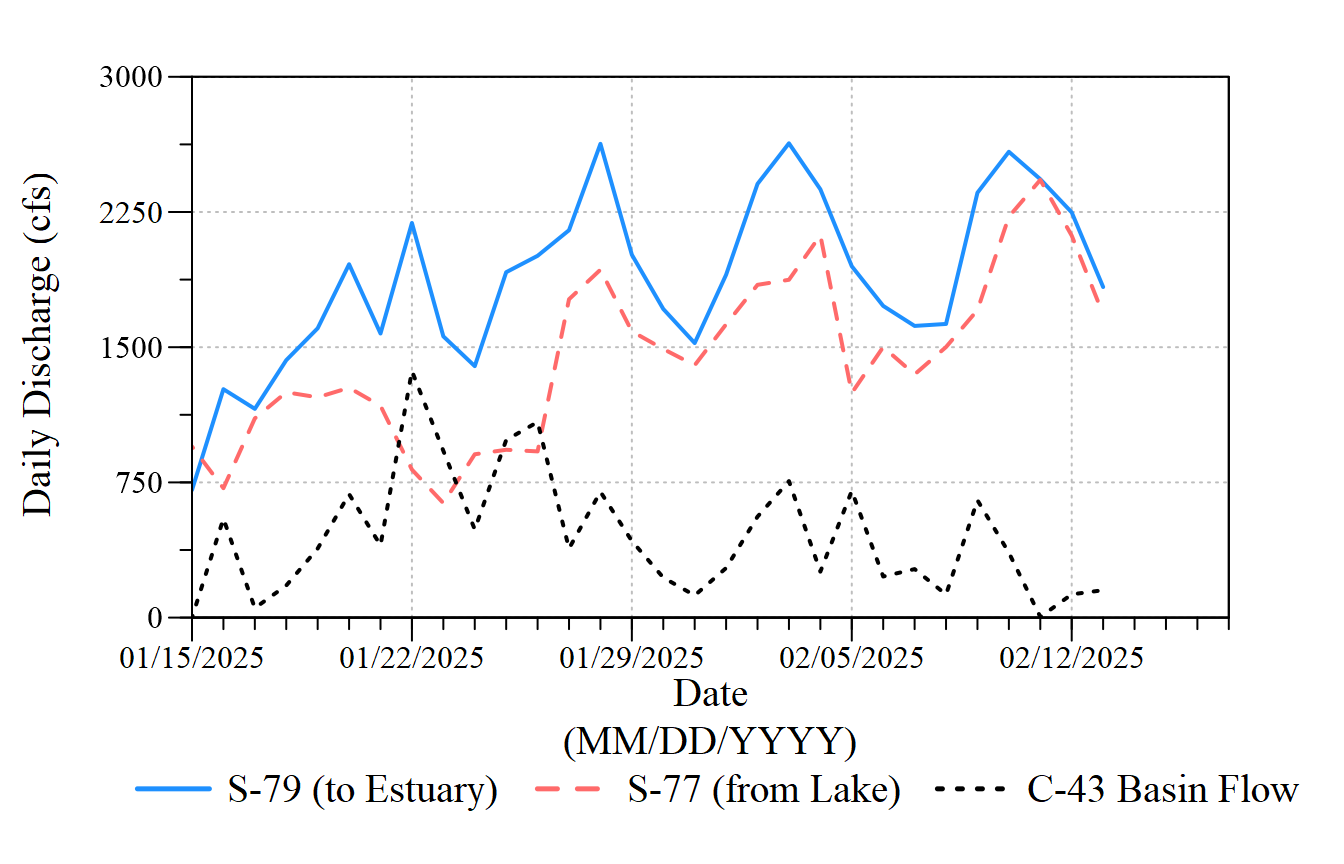 3000
2250
1500
750
0
Daily Discharge (cfs)
01/15/2025 01/22/2025 01/29/2025 02/05/2025 02/12/2025
Date
(MM/DD/YYYY)
S-79 (to Estuary) S-77 (from Lake) C-43 Basin Flow